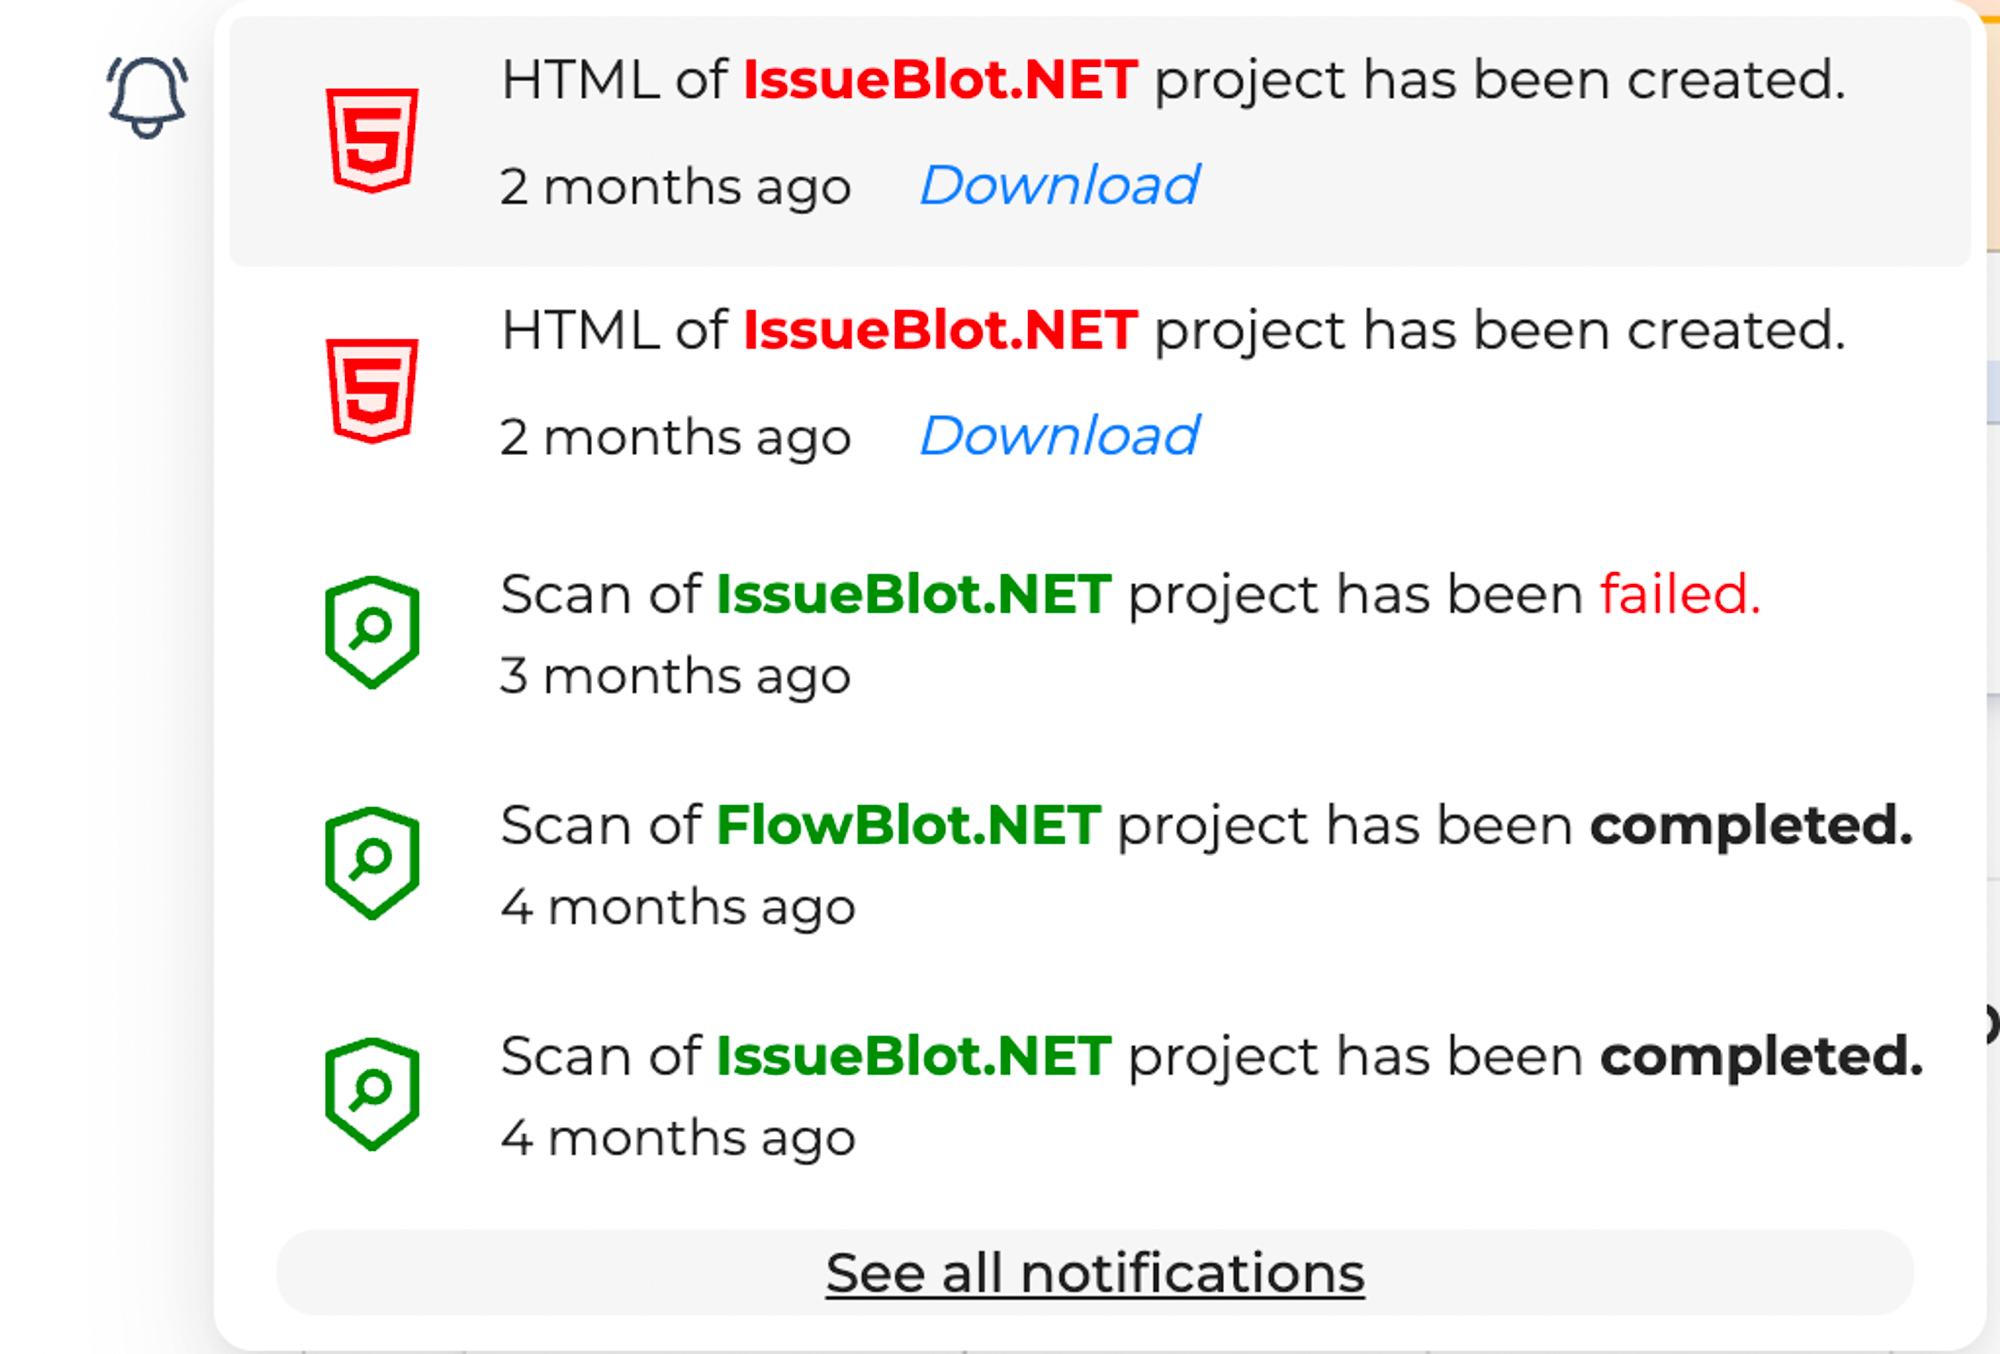 HTML of IssueBlot.NET project has been created.
2 months ago Download
HTML of IssueBlot.NET project has been created.
2 months ago Download
Scan of IssueBlot.NET project has been failed.
3 months ago
Scan of FlowBlot.NET project has been completed.
4 months ago
Scan of IssueBlot.NET project has been completed.
4 months ago
See all notifications